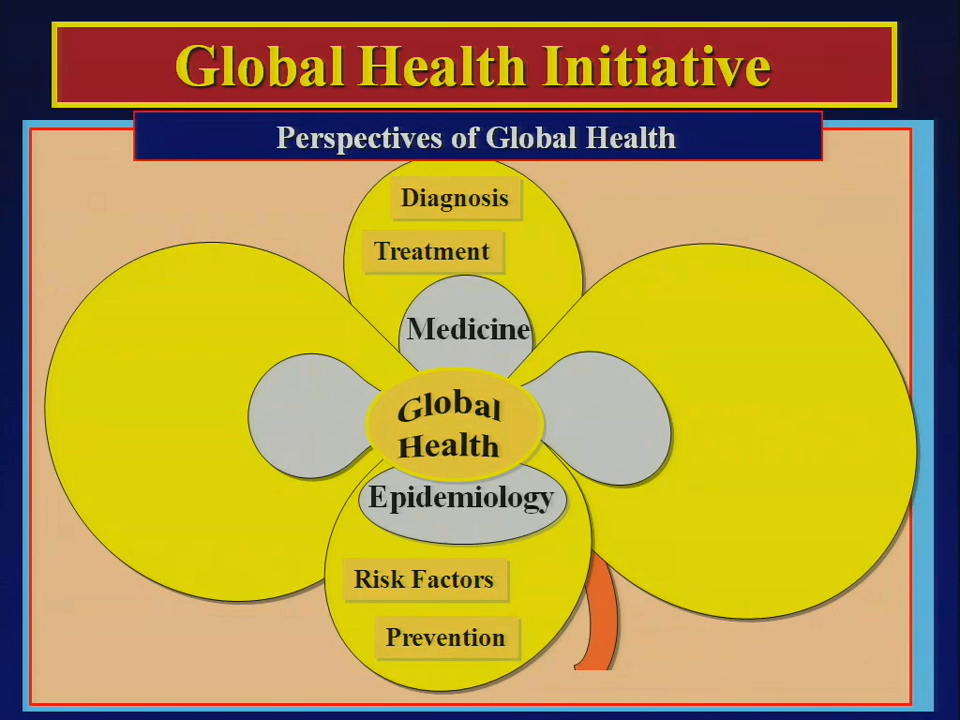 Global Health Initiative
Perspectives of Global Health
Diagnosis
Treatment
Medicine
Global
Health
Epidemiology
Risk Factors
Prevention